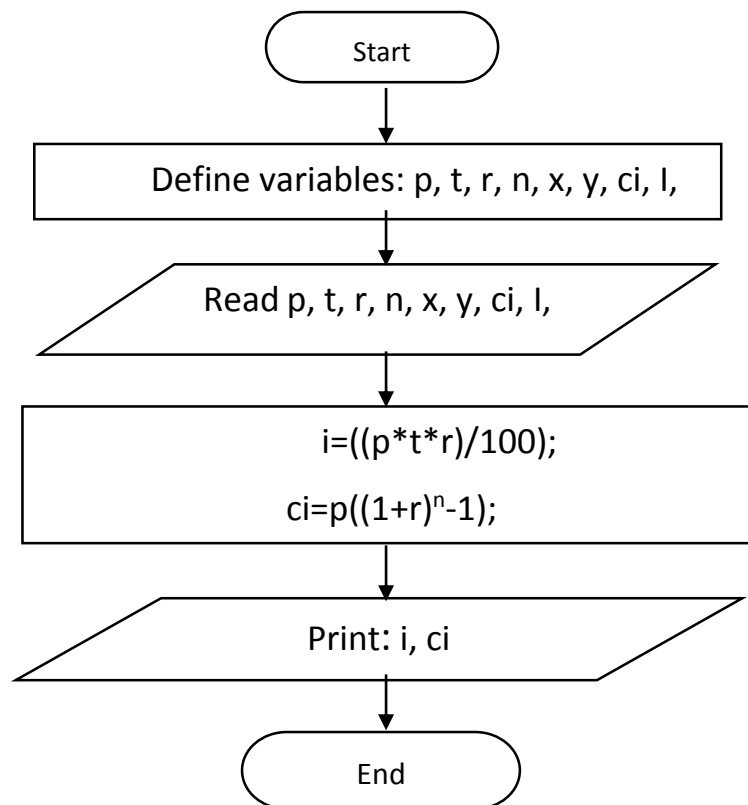 Start
Define variables: p, t, r, n, x, y, ci, I,
Read p, t, r, n, x, y, ci, I,
i=((p*t*r)/100);
ci=p((1+r)ⁿ-1);
Print: i, ci
End